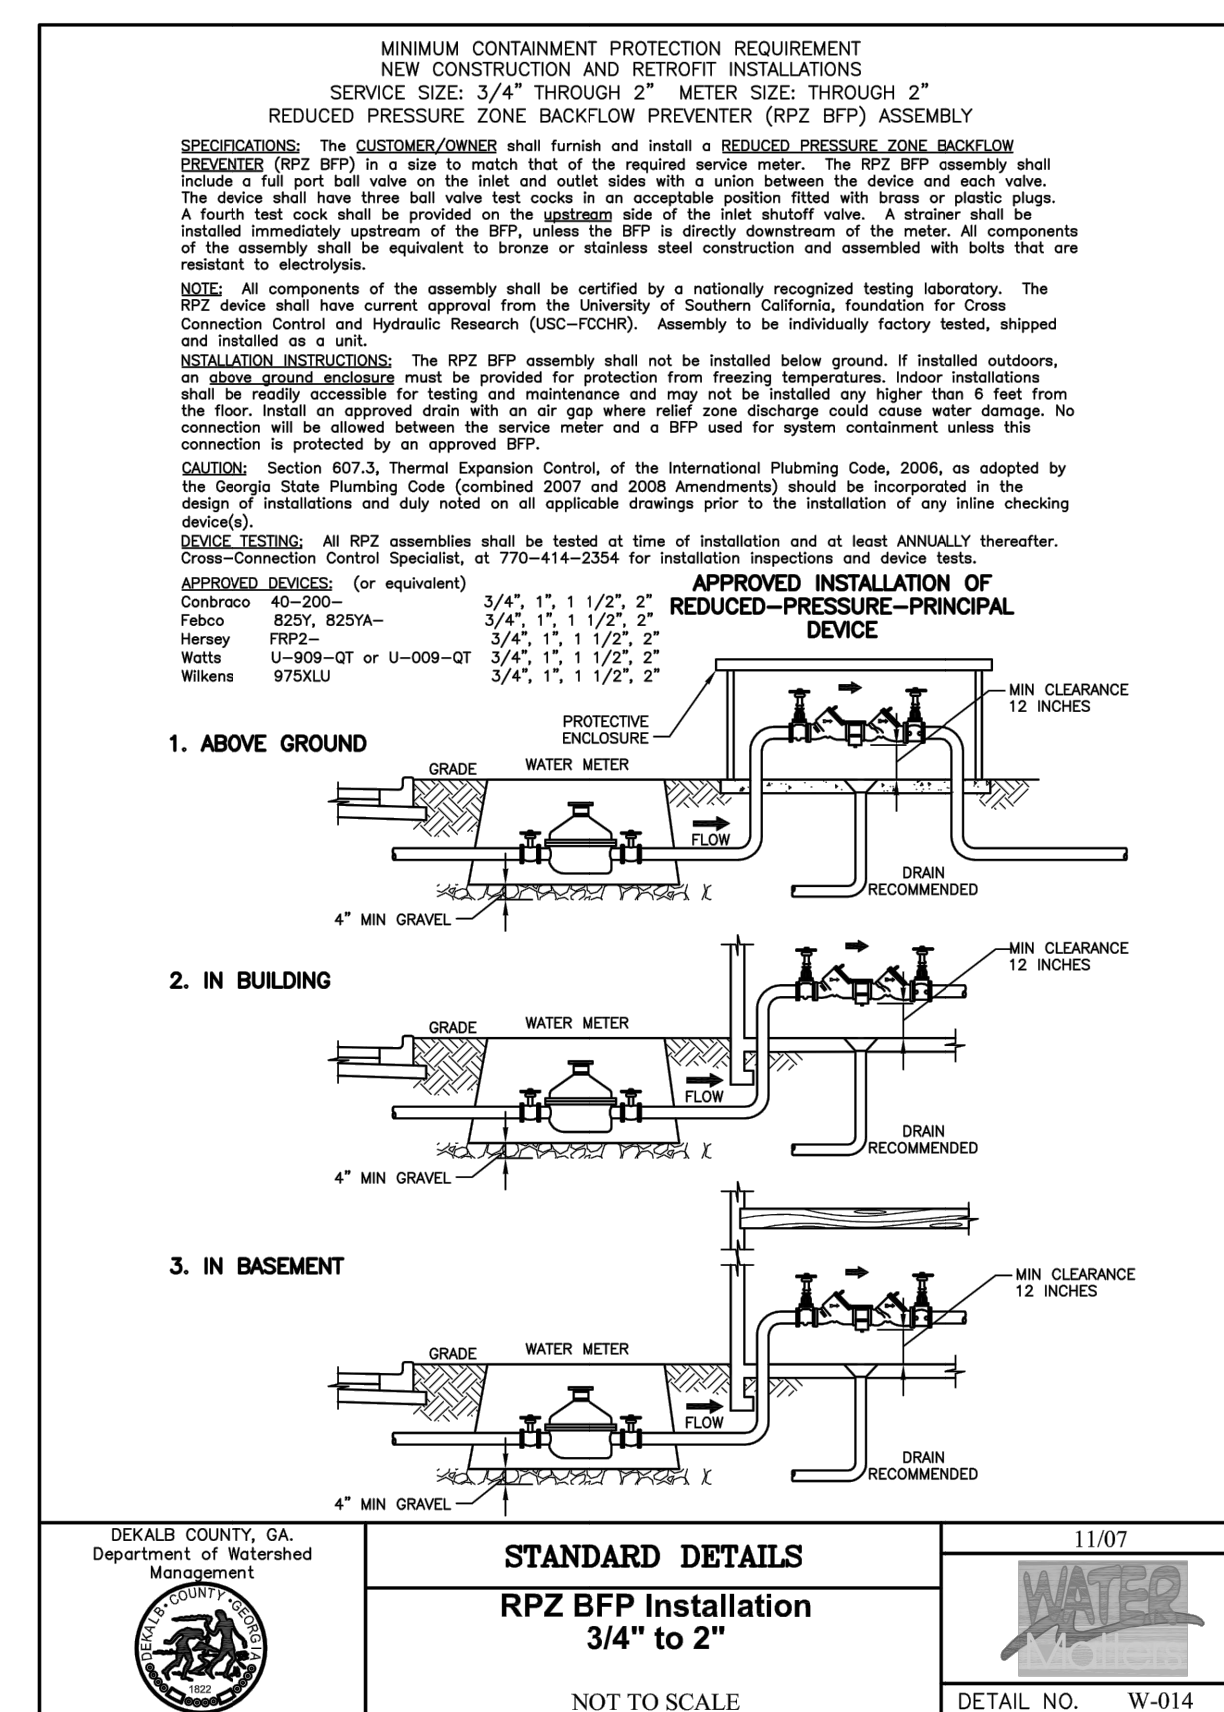 MINIMUM CONTAINMENT PROTECTION REQUIREMENT
NEW CONSTRUCTION AND RETROFIT INSTALLATIONS
SERVICE SIZE: 3/4" THROUGH 2" METER SIZE: THROUGH 2"
REDUCED PRESSURE ZONE BACKFLOW PREVENTER (RPZ BFP) ASSEMBLY
SPECIFICATIONS: The CUSTOMER/OWNER shall furnish and install a REDUCED PRESSURE ZONE BACKFLOW
PREVENTER (RPZ BFP) in a size to match that of the required service meter. The RPZ BFP assembly shall
include a full port ball valve on the inlet and outlet sides with a union between the device and each valve.
The device shall have three ball valve test cocks in an acceptable position fitted with brass or plastic plugs.
A fourth test cock shall be provided on the upstream side of the inlet shutoff valve. A strainer shall be
installed immediately upstream of the BFP, unless the BFP is directly downstream of the meter. All components
of the assembly shall be equivalent to bronze or stainless steel construction and assembled with bolts that are
resistant to electrolysis.
NOTE: All components of the assembly shall be certified by a nationally recognized testing laboratory. The
RPZ device shall have current approval from the University of Southern California, foundation for Cross
Connection Control and Hydraulic Research (USC-FCCHR). Assembly to be individually factory tested, shipped
and installed as a unit.
NSTALLATION INSTRUCTIONS: The RPZ BFP assembly shall not be installed below ground. If installed outdoors,
an above ground enclosure must be provided for protection from freezing temperatures. Indoor installations
shall be readily accessible for testing and maintenance and may not be installed any higher than 6 feet from
the floor. Install an approved drain with an air gap where relief zone discharge could cause water damage. No
connection will be allowed between the service meter and a BFP used for system containment unless this
connection is protected by an approved BFP.
CAUTION: Section 607.3, Thermal Expansion Control, of the International Plubming Code, 2006, as adopted by
the Georgia State Plumbing Code (combined 2007 and 2008 Amendments) should be incorporated in the
design of installations and duly noted on all applicable drawings prior to the installation of any inline checking
device(s).
DEVICE TESTING: All RPZ assemblies shall be tested at time of installation and at least ANNUALLY thereafter.
Cross-Connection Control Specialist, at 770-414-2354 for installation inspections and device tests.
APPROVED DEVICES: (or equivalent)
Conbraco 40-200- 3/4", 1", 1 1/2", 2"
Febco 825Y, 825YA- 3/4", 1", 1 1/2", 2"
Hersey FRP2- 3/4", 1", 1 1/2", 2"
Watts U-909-QT or U-009-QT 3/4", 1", 1 1/2", 2"
Wilkens 975XLU 3/4", 1", 1 1/2", 2"
APPROVED INSTALLATION OF
REDUCED-PRESSURE-PRINCIPAL
DEVICE
MIN CLEARANCE
12 INCHES
PROTECTIVE
ENCLOSURE
1. ABOVE GROUND
GRADE
WATER METER
FLOW
DRAIN
RECOMMENDED
4" MIN GRAVEL
MIN CLEARANCE
12 INCHES
2. IN BUILDING
GRADE
WATER METER
FLOW
DRAIN
RECOMMENDED
4" MIN GRAVEL
3. IN BASEMENT
MIN CLEARANCE
12 INCHES
GRADE
WATER METER
FLOW
DRAIN
RECOMMENDED
4" MIN GRAVEL
DEKALB COUNTY, GA.
Department of Watershed
Management
DEKALB • COUNTY • GEORGIA
1822
STANDARD DETAILS
RPZ BFP Installation
3/4" to 2"
NOT TO SCALE
11/07
WATER
Matters
DETAIL NO. W-014